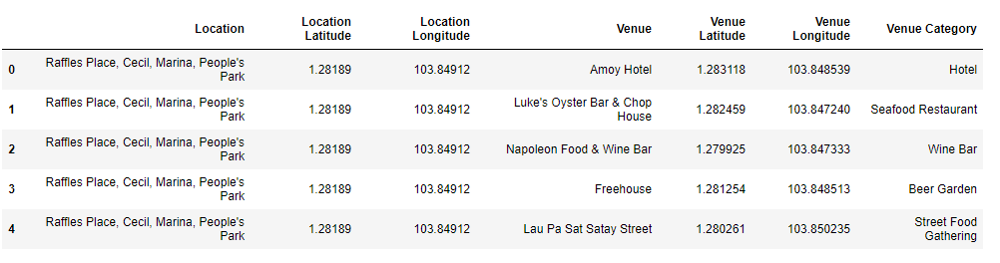 Location Location Latitude Location Longitude Venue Venue Latitude Venue Longitude Venue Category
0 Raffles Place, Cecil, Marina, People's Park 1.28189 103.84912 Amoy Hotel 1.283118 103.848539 Hotel
1 Raffles Place, Cecil, Marina, People's Park 1.28189 103.84912 Luke's Oyster Bar & Chop House 1.282459 103.847240 Seafood Restaurant
2 Raffles Place, Cecil, Marina, People's Park 1.28189 103.84912 Napoleon Food & Wine Bar 1.279925 103.847333 Wine Bar
3 Raffles Place, Cecil, Marina, People's Park 1.28189 103.84912 Freehouse 1.281254 103.848513 Beer Garden
4 Raffles Place, Cecil, Marina, People's Park 1.28189 103.84912 Lau Pa Sat Satay Street 1.280261 103.850235 Street Food Gathering